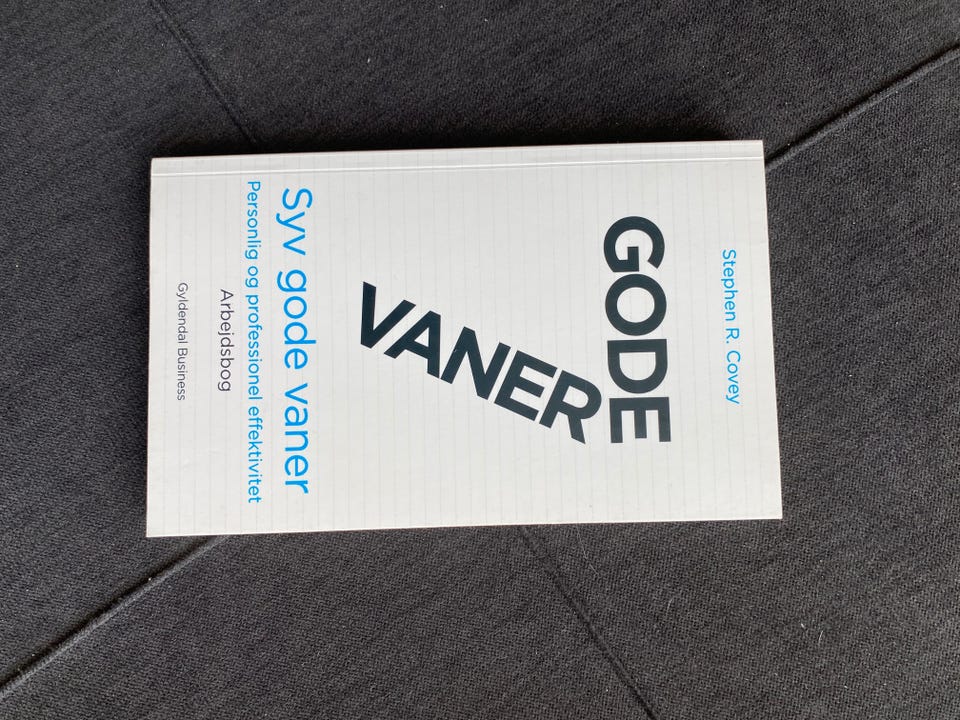 Stephen R. Covey
GODE
VANER
Syv gode vaner
Personlig og professionel effektivitet
Arbejdsbog
Gyldendal Business